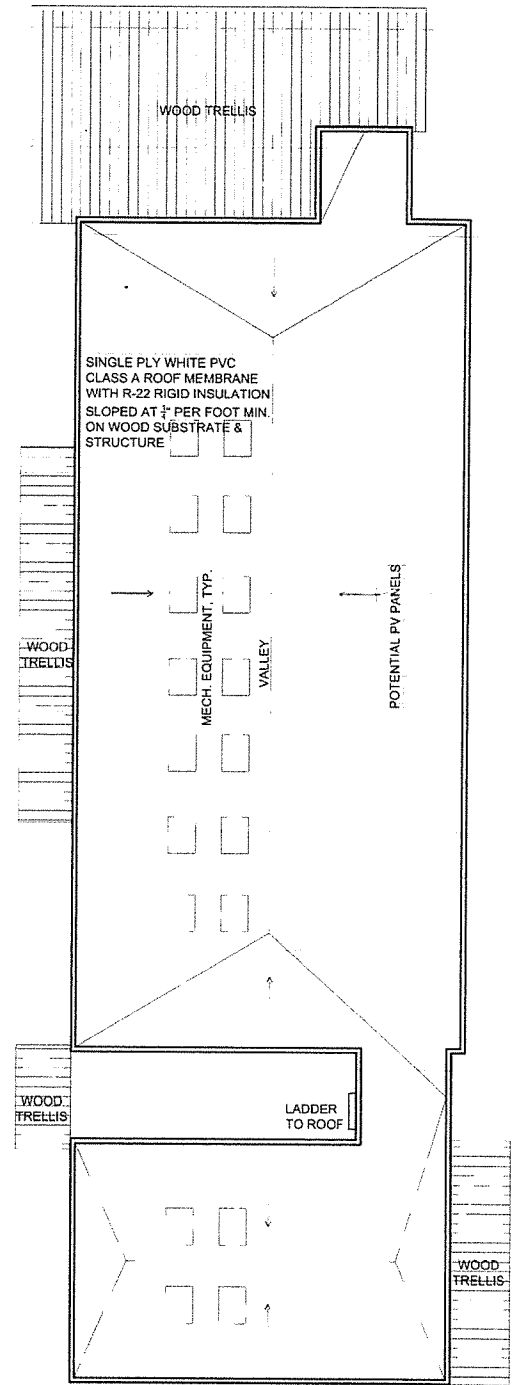 WOOD TRELLIS
SINGLE PLY WHITE PVC
CLASS A ROOF MEMBRANE
WITH R-22 RIGID INSULATION
SLOPED AT ¼" PER FOOT MIN.
ON WOOD SUBSTRATE &
STRUCTURE
MECH. EQUIPMENT, TYP.
VALLEY
POTENTIAL PV PANELS
WOOD
TRELLIS
WOOD
TRELLIS
LADDER
TO ROOF
WOOD
TRELLIS